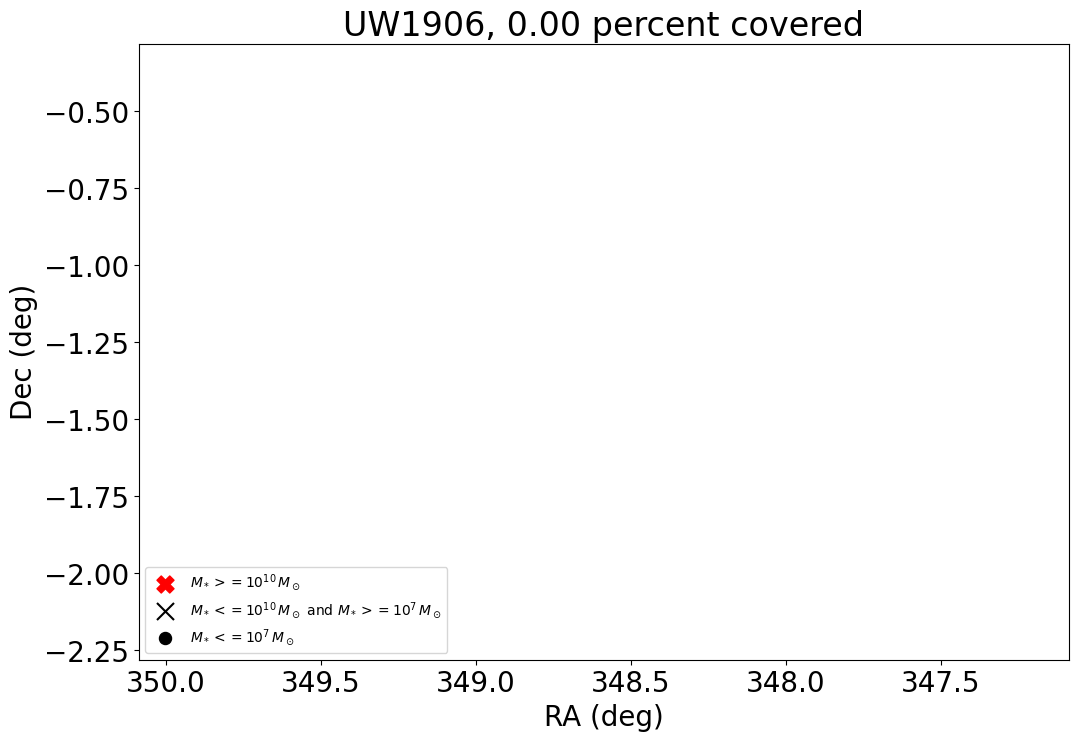 UW1906, 0.00 percent covered
−0.50
−0.75
−1.00
−1.25
−1.50
−1.75
−2.00
−2.25
Dec (deg)
M* >= 10^10 M⊙
M* <= 10^10 M⊙ and M* >= 10^7 M⊙
M* <= 10^7 M⊙
350.0 349.5 349.0 348.5 348.0 347.5
RA (deg)